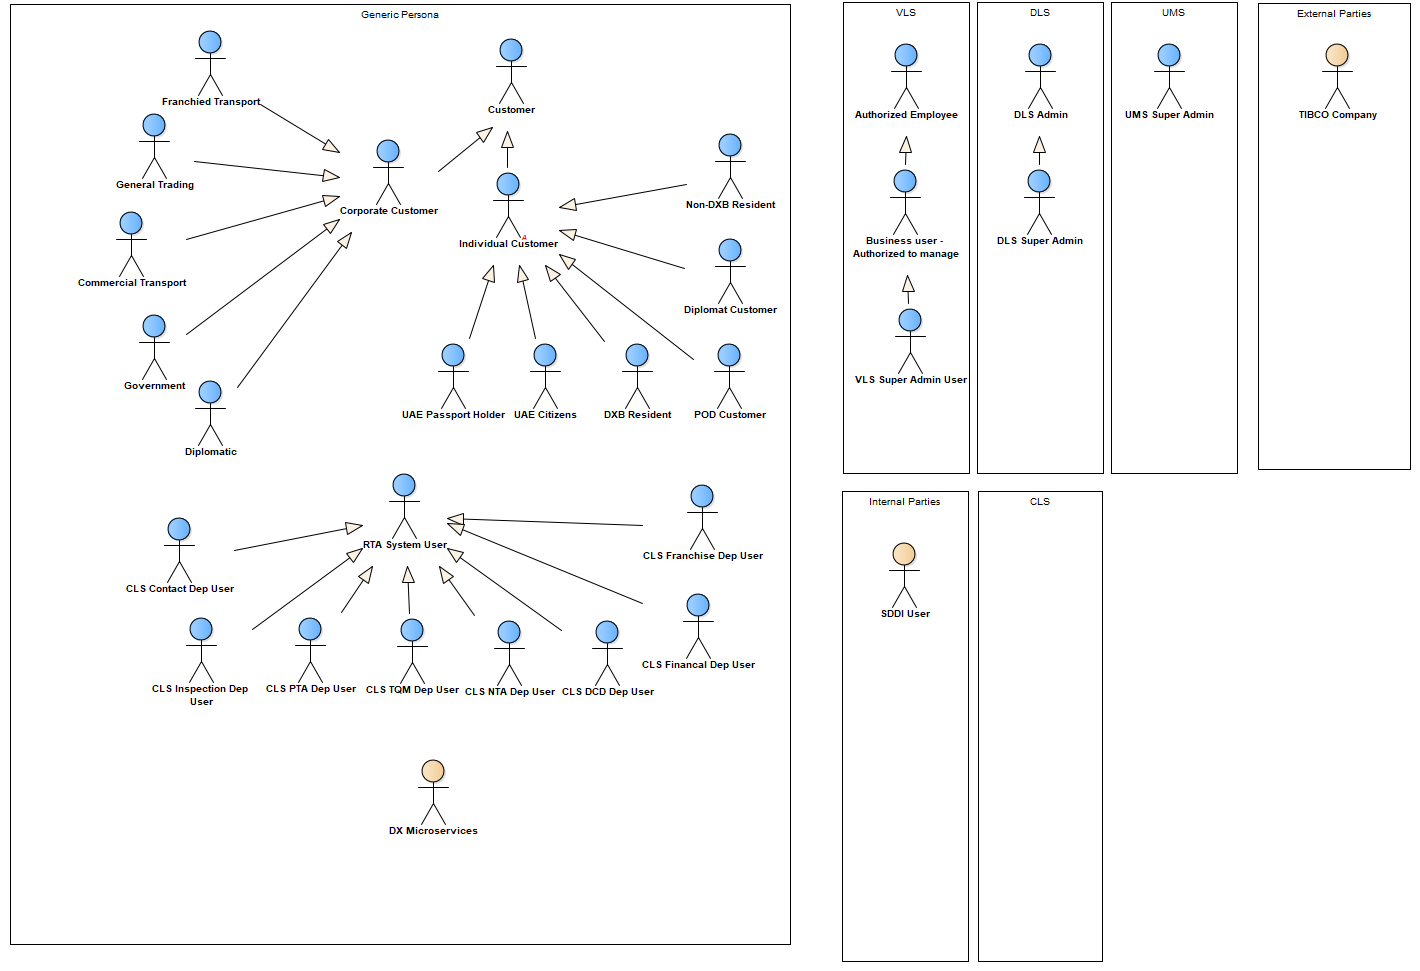 Generic Persona
Franchied Transport
Customer
General Trading
Corporate Customer
Non-DXB Resident
Individual Customer
A
Commercial Transport
Diplomat Customer
Government
UAE Passport Holder
UAE Citizens
DXB Resident
POD Customer
Diplomatic
RTA System User
CLS Franchise Dep User
CLS Contact Dep User
CLS Financal Dep User
CLS Inspection Dep
User
CLS PTA Dep User
CLS TQM Dep User
CLS NTA Dep User
CLS DCD Dep User
DX Microservices
VLS
Authorized Employee
Business user -
Authorized to manage
VLS Super Admin User
DLS
DLS Admin
DLS Super Admin
UMS
UMS Super Admin
External Parties
TIBCO Company
Internal Parties
SDDI User
CLS